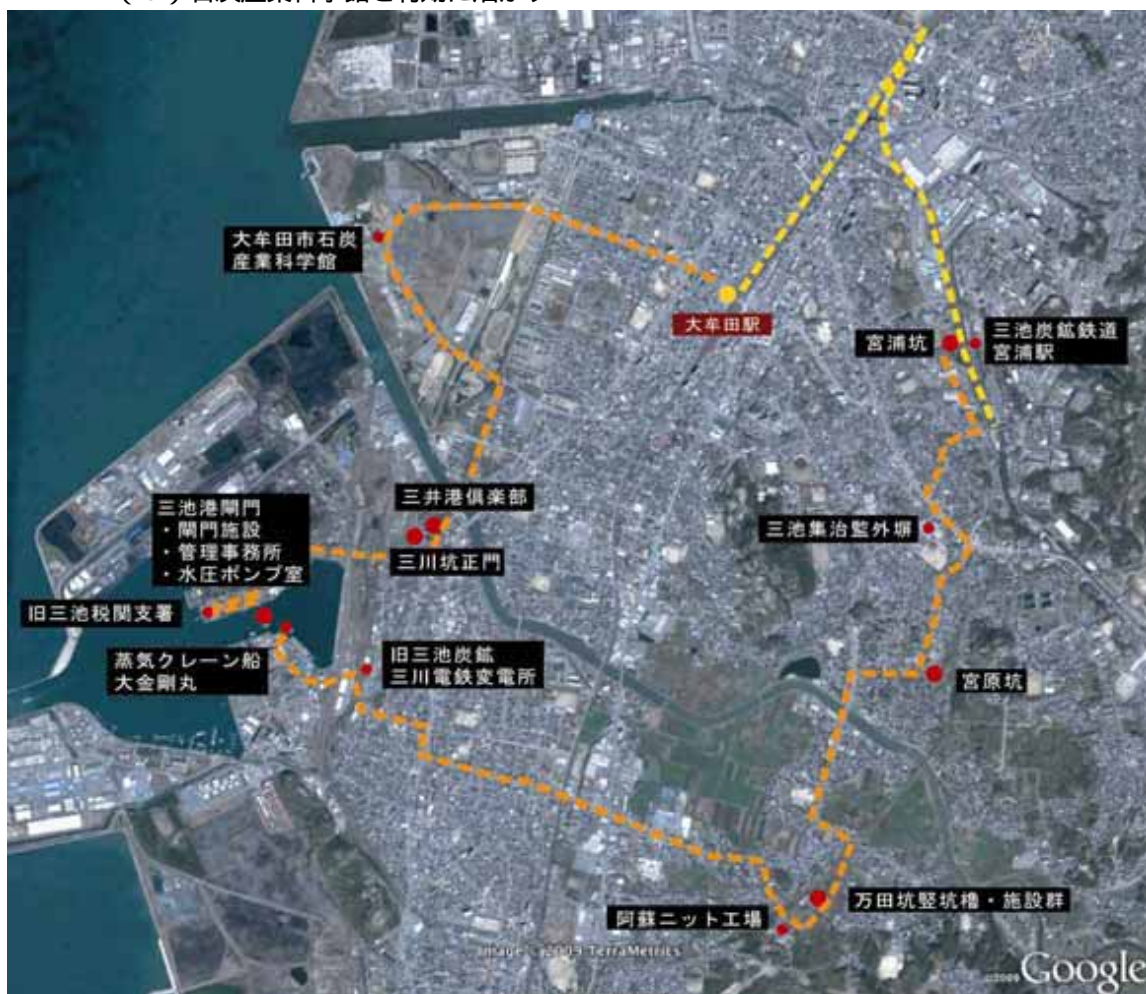 大牟田市石炭
産業科学館
大牟田駅
宮浦坑
三池炭鉱鉄道
宮浦駅
三井港倶楽部
三池港閘門
・閘門施設
・管理事務所
・水圧ポンプ室
三川坑正門
三池集治監外塀
旧三池税関支署
蒸気クレーン船
大金剛丸
旧三池炭鉱
三川電鉄変電所
宮原坑
万田坑竪坑櫓・施設群
阿蘇ニット工場
Image © 2009 TerraMetrics
©2009 Google